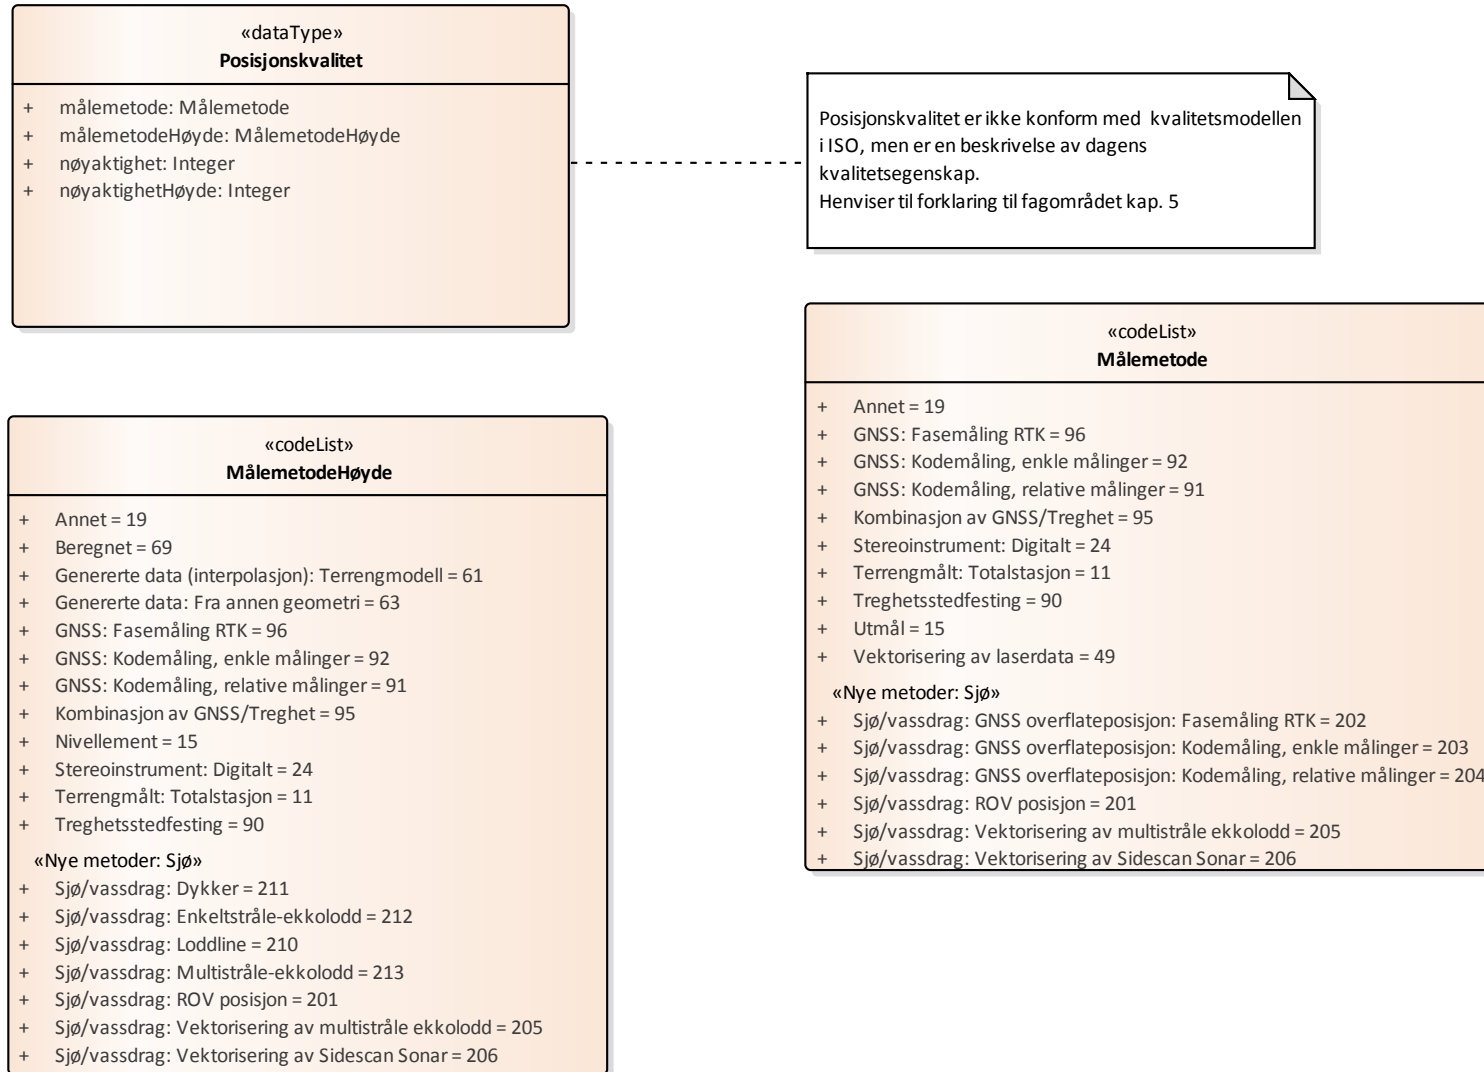 «dataType»
Posisjonskvalitet
+ målemetode: Målemetode
+ målemetodeHøyde: MålemetodeHøyde
+ nøyaktighet: Integer
+ nøyaktighetHøyde: Integer
Posisjonskvalitet er ikke konform med kvalitetsmodellen
i ISO, men er en beskrivelse av dagens
kvalitetsegenskap.
Henviser til forklaring til fagområdet kap. 5
«codeList»
Målemetode
+ Annet = 19
+ GNSS: Fasemåling RTK = 96
+ GNSS: Kodemåling, enkle målinger = 92
+ GNSS: Kodemåling, relative målinger = 91
+ Kombinasjon av GNSS/Treghet = 95
+ Stereoinstrument: Digitalt = 24
+ Terrengmålt: Totalstasjon = 11
+ Treghetsstedfesting = 90
+ Utmål = 15
+ Vektorisering av laserdata = 49
«Nye metoder: Sjø»
+ Sjø/vassdrag: GNSS overflateposisjon: Fasemåling RTK = 202
+ Sjø/vassdrag: GNSS overflateposisjon: Kodemåling, enkle målinger = 203
+ Sjø/vassdrag: GNSS overflateposisjon: Kodemåling, relative målinger = 204
+ Sjø/vassdrag: ROV posisjon = 201
+ Sjø/vassdrag: Vektorisering av multistråle ekkolodd = 205
+ Sjø/vassdrag: Vektorisering av Sidescan Sonar = 206
«codeList»
MålemetodeHøyde
+ Annet = 19
+ Beregnet = 69
+ Genererte data (interpolasjon): Terrengmodell = 61
+ Genererte data: Fra annen geometri = 63
+ GNSS: Fasemåling RTK = 96
+ GNSS: Kodemåling, enkle målinger = 92
+ GNSS: Kodemåling, relative målinger = 91
+ Kombinasjon av GNSS/Treghet = 95
+ Nivellement = 15
+ Stereoinstrument: Digitalt = 24
+ Terrengmålt: Totalstasjon = 11
+ Treghetsstedfesting = 90
«Nye metoder: Sjø»
+ Sjø/vassdrag: Dykker = 211
+ Sjø/vassdrag: Enkeltstråle-ekkolodd = 212
+ Sjø/vassdrag: Loddline = 210
+ Sjø/vassdrag: Multistråle-ekkolodd = 213
+ Sjø/vassdrag: ROV posisjon = 201
+ Sjø/vassdrag: Vektorisering av multistråle ekkolodd = 205
+ Sjø/vassdrag: Vektorisering av Sidescan Sonar = 206